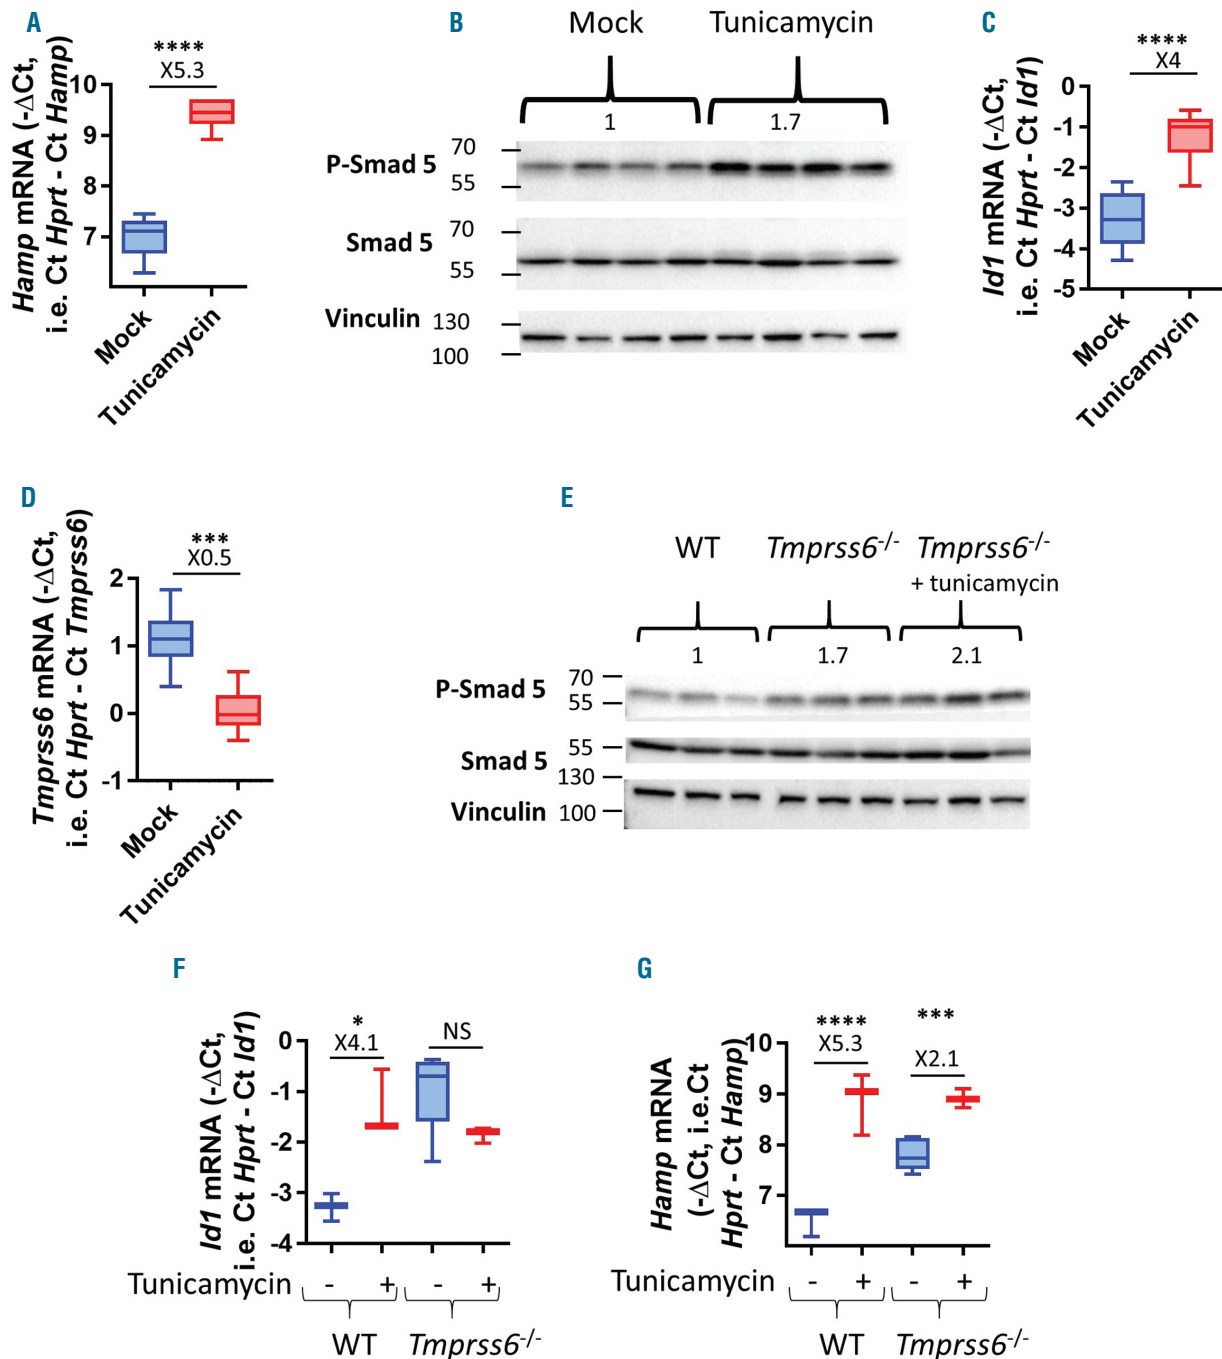 A
Hamp mRNA (-ΔCt,
i.e. Ct Hprt - Ct Hamp)
****
X5.3
10
9
8
7
Mock
Tunicamycin
B
Mock
Tunicamycin
1
1.7
P-Smad 5
70
55
Smad 5
70
55
Vinculin
130
100
C
Id1 mRNA (-ΔCt,
i.e. Ct Hprt - Ct Id1)
****
X4
0
-1
-2
-3
-4
-5
Mock
Tunicamycin
D
Tmprss6 mRNA (-ΔCt,
i.e. Ct Hprt - Ct Tmprss6)
***
X0.5
2
1
0
-1
Mock
Tunicamycin
E
WT
Tmprss6-/-
Tmprss6-/-
+ tunicamycin
1
1.7
2.1
P-Smad 5
70
55
Smad 5
55
Vinculin
130
100
F
Id1 mRNA (-ΔCt,
i.e. Ct Hprt - Ct Id1)
*
X4.1
NS
0
-1
-2
-3
-4
Tunicamycin - + - +
WT
Tmprss6-/-
G
Hamp mRNA
(-ΔCt, i.e.Ct
Hprt - Ct Hamp)
****
X5.3
***
X2.1
10
9
8
7
Tunicamycin - + - +
WT
Tmprss6-/-